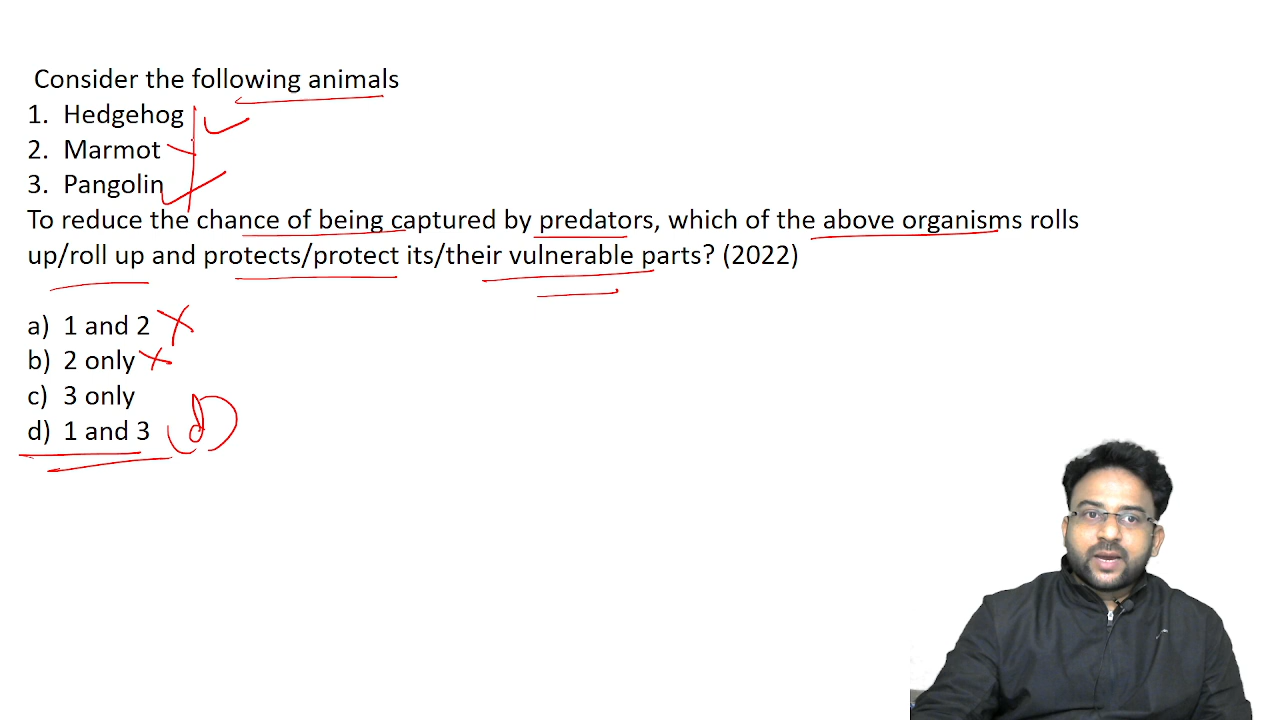 Consider the following animals
1. Hedgehog
2. Marmot
3. Pangolin
To reduce the chance of being captured by predators, which of the above organisms rolls
up/roll up and protects/protect its/their vulnerable parts? (2022)
a) 1 and 2
b) 2 only
c) 3 only
d) 1 and 3 (d)